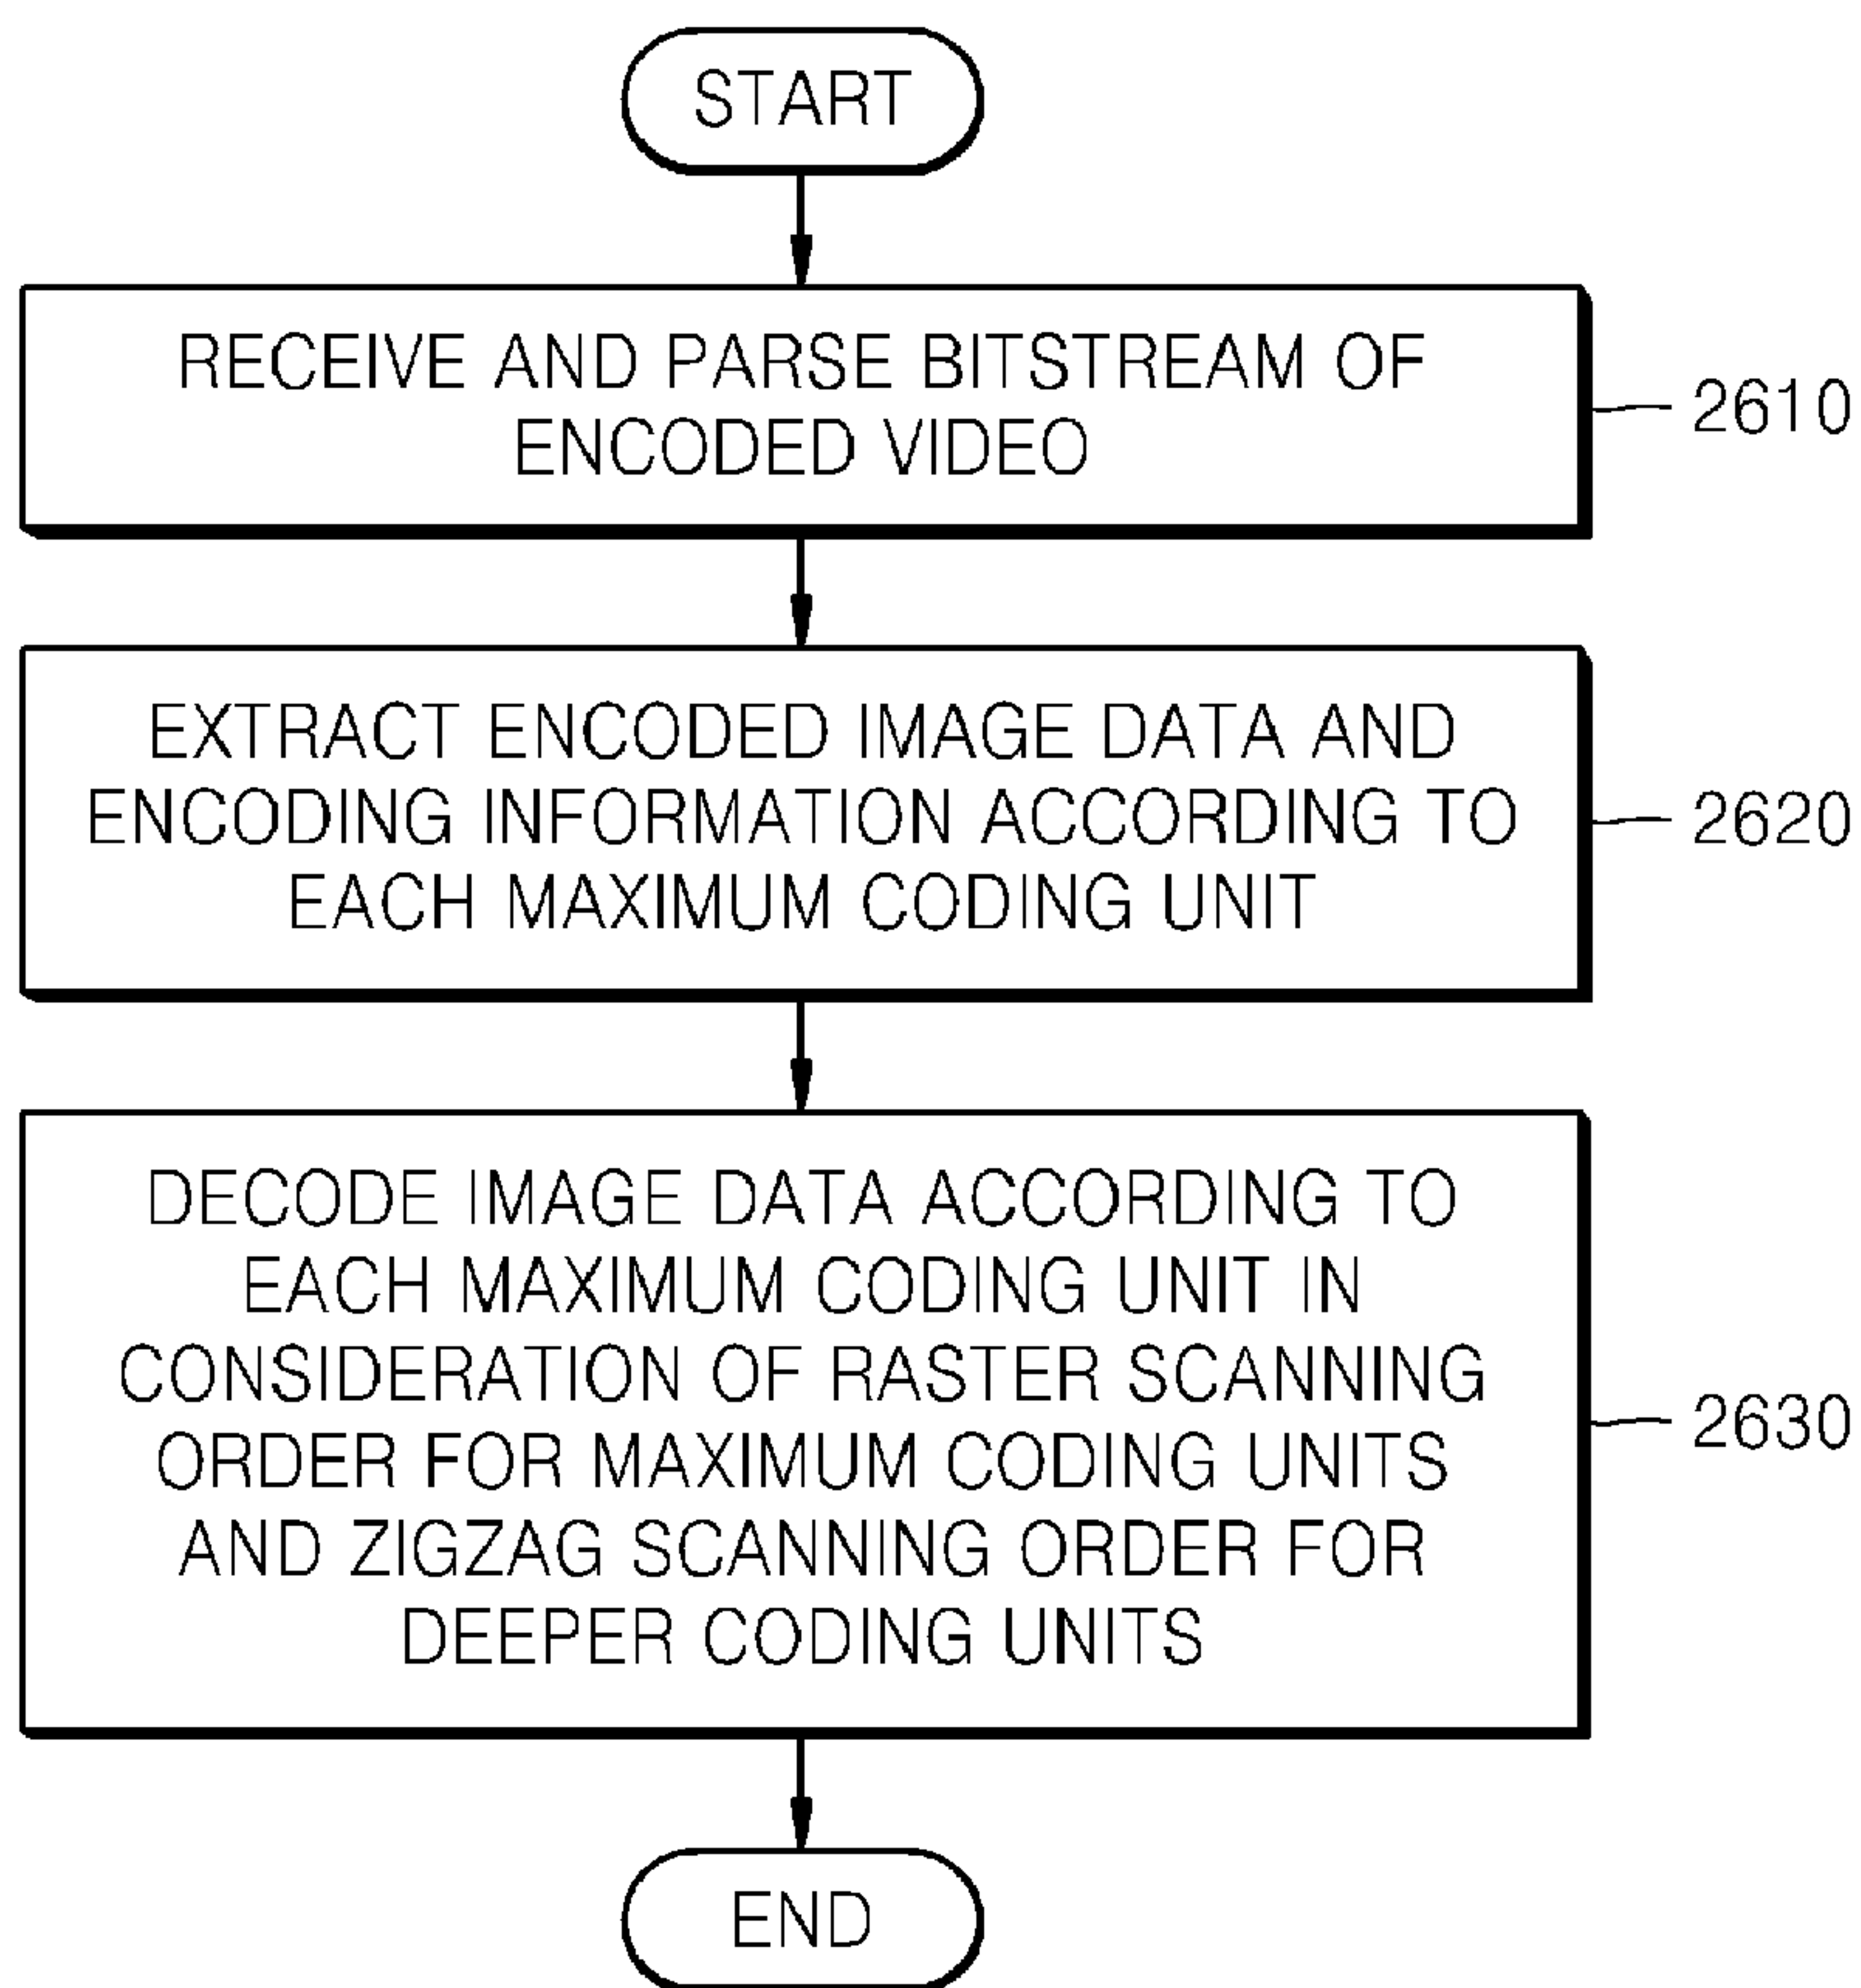 START
RECEIVE AND PARSE BITSTREAM OF
ENCODED VIDEO
2610
EXTRACT ENCODED IMAGE DATA AND
ENCODING INFORMATION ACCORDING TO
EACH MAXIMUM CODING UNIT
2620
DECODE IMAGE DATA ACCORDING TO
EACH MAXIMUM CODING UNIT IN
CONSIDERATION OF RASTER SCANNING
ORDER FOR MAXIMUM CODING UNITS
AND ZIGZAG SCANNING ORDER FOR
DEEPER CODING UNITS
2630
END